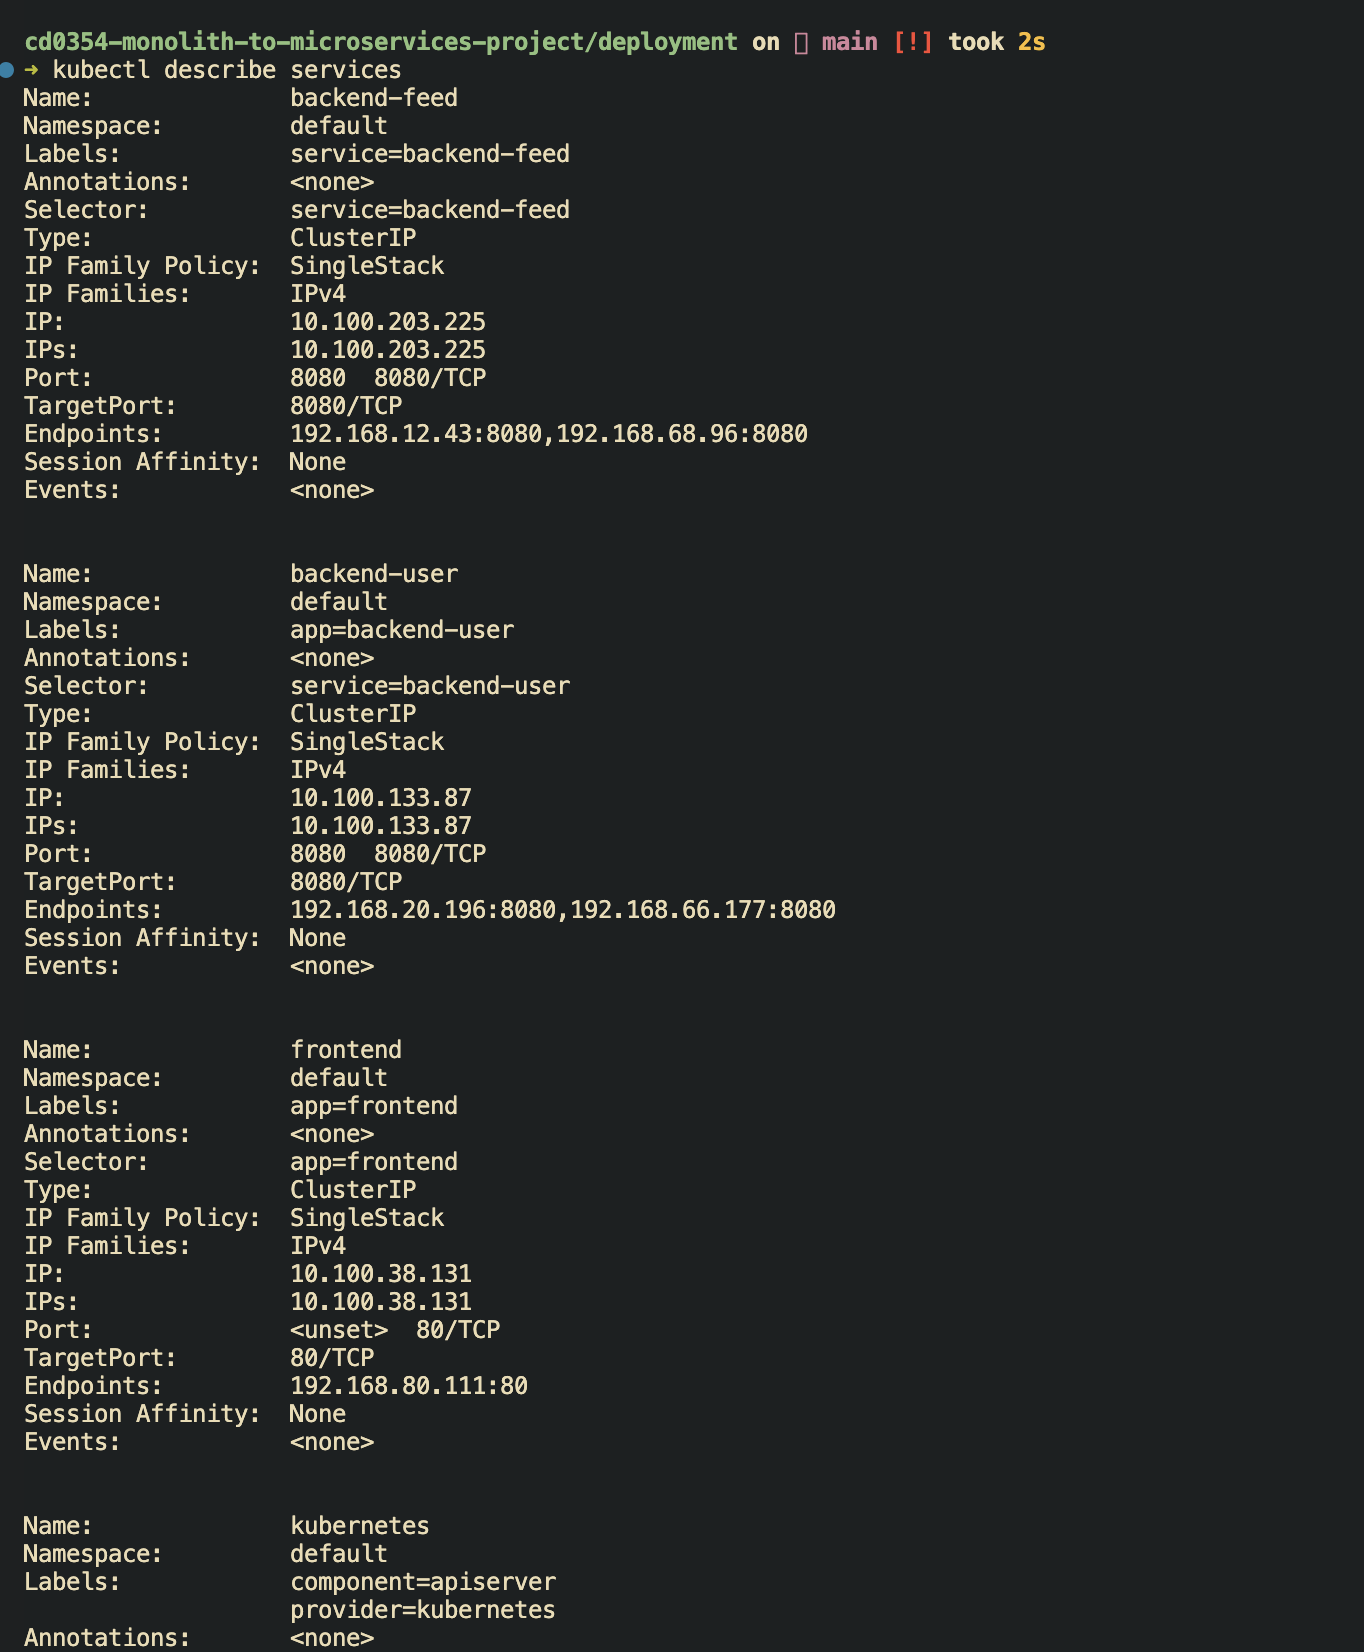 cd0354-monolith-to-microservices-project/deployment on main [!] took 2s
➜ kubectl describe services
Name:              backend-feed
Namespace:         default
Labels:            service=backend-feed
Annotations:       <none>
Selector:          service=backend-feed
Type:              ClusterIP
IP Family Policy:  SingleStack
IP Families:       IPv4
IP:                10.100.203.225
IPs:               10.100.203.225
Port:              8080  8080/TCP
TargetPort:        8080/TCP
Endpoints:         192.168.12.43:8080,192.168.68.96:8080
Session Affinity:  None
Events:            <none>
Name:              backend-user
Namespace:         default
Labels:            app=backend-user
Annotations:       <none>
Selector:          service=backend-user
Type:              ClusterIP
IP Family Policy:  SingleStack
IP Families:       IPv4
IP:                10.100.133.87
IPs:               10.100.133.87
Port:              8080  8080/TCP
TargetPort:        8080/TCP
Endpoints:         192.168.20.196:8080,192.168.66.177:8080
Session Affinity:  None
Events:            <none>
Name:              frontend
Namespace:         default
Labels:            app=frontend
Annotations:       <none>
Selector:          app=frontend
Type:              ClusterIP
IP Family Policy:  SingleStack
IP Families:       IPv4
IP:                10.100.38.131
IPs:               10.100.38.131
Port:              <unset>  80/TCP
TargetPort:        80/TCP
Endpoints:         192.168.80.111:80
Session Affinity:  None
Events:            <none>
Name:              kubernetes
Namespace:         default
Labels:            component=apiserver
                   provider=kubernetes
Annotations:       <none>